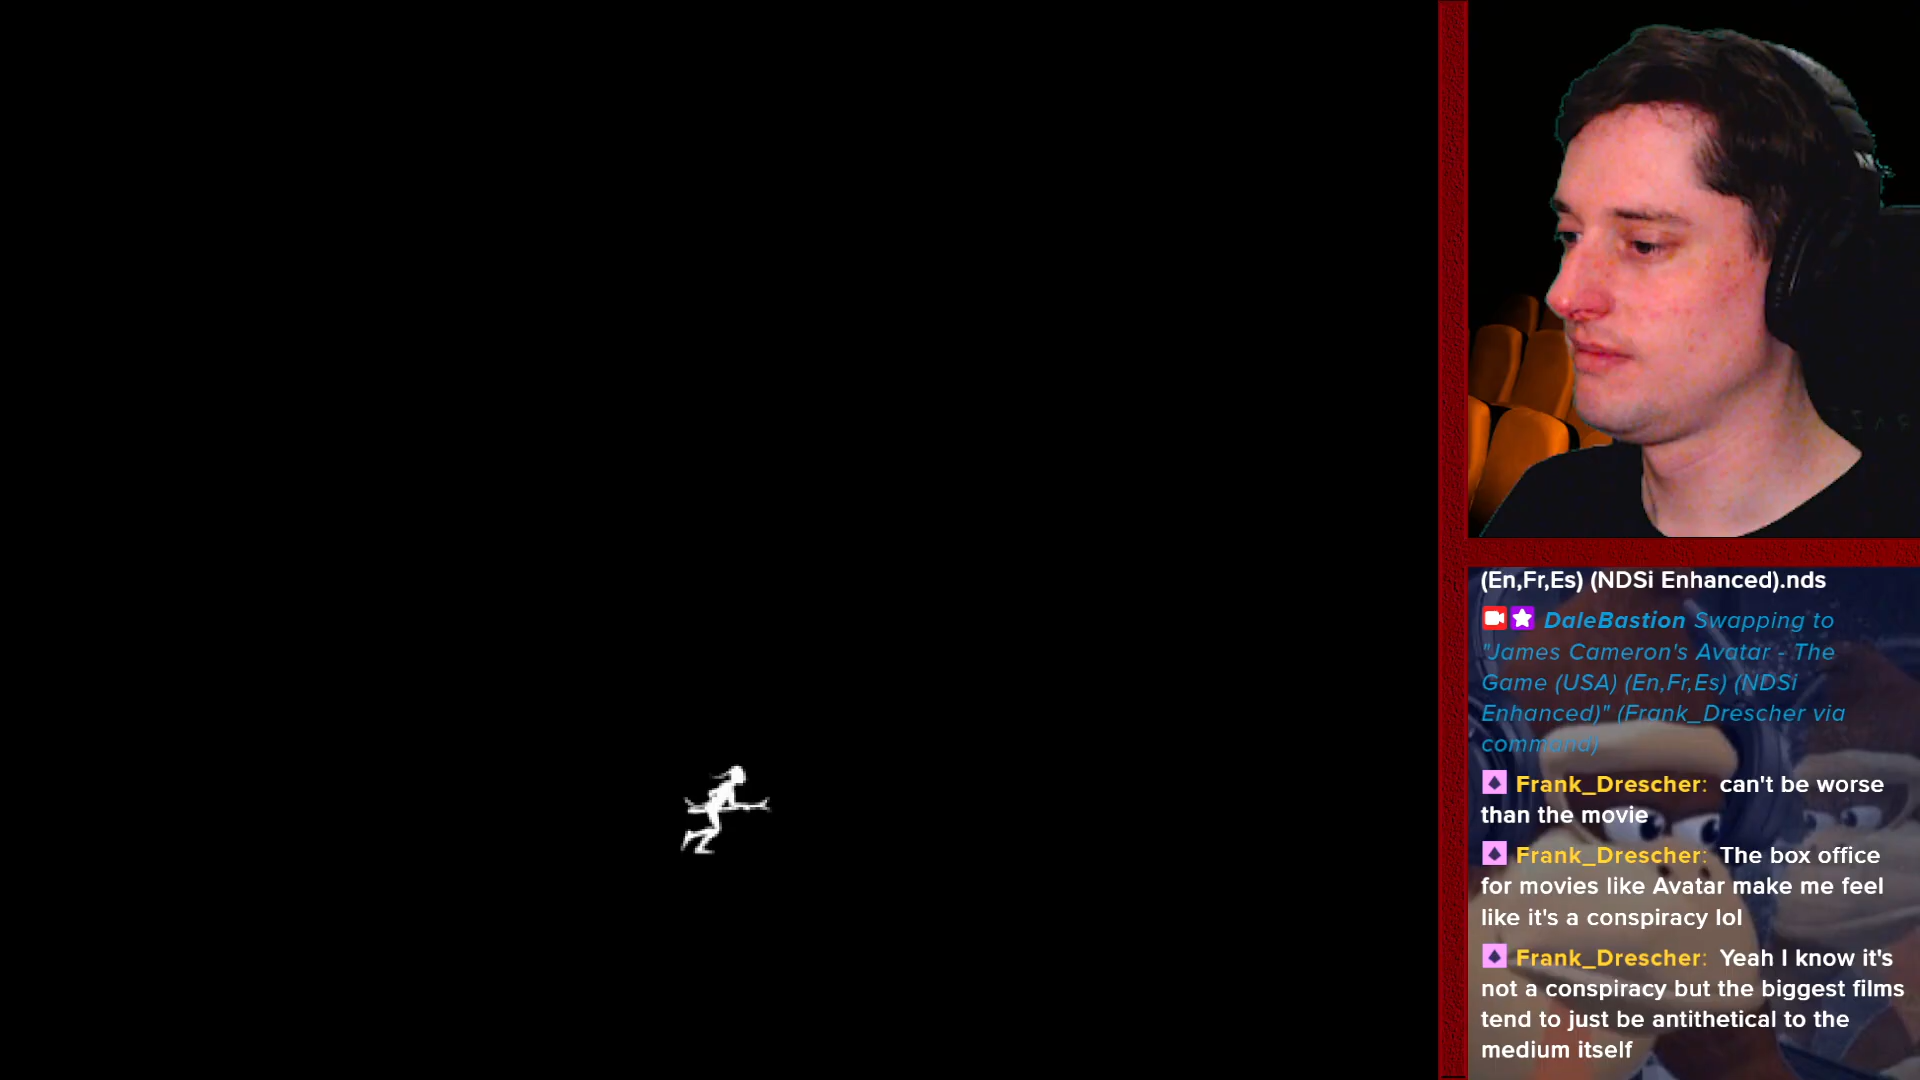 (En,Fr,Es) (NDSi Enhanced).nds
DaleBastion Swapping to
"James Cameron's Avatar - The
Game (USA) (En,Fr,Es) (NDSi
Enhanced)" (Frank_Drescher via
command)
Frank_Drescher: can't be worse
than the movie
Frank_Drescher: The box office
for movies like Avatar make me feel
like it's a conspiracy lol
Frank_Drescher: Yeah I know it's
not a conspiracy but the biggest films
tend to just be antithetical to the
medium itself